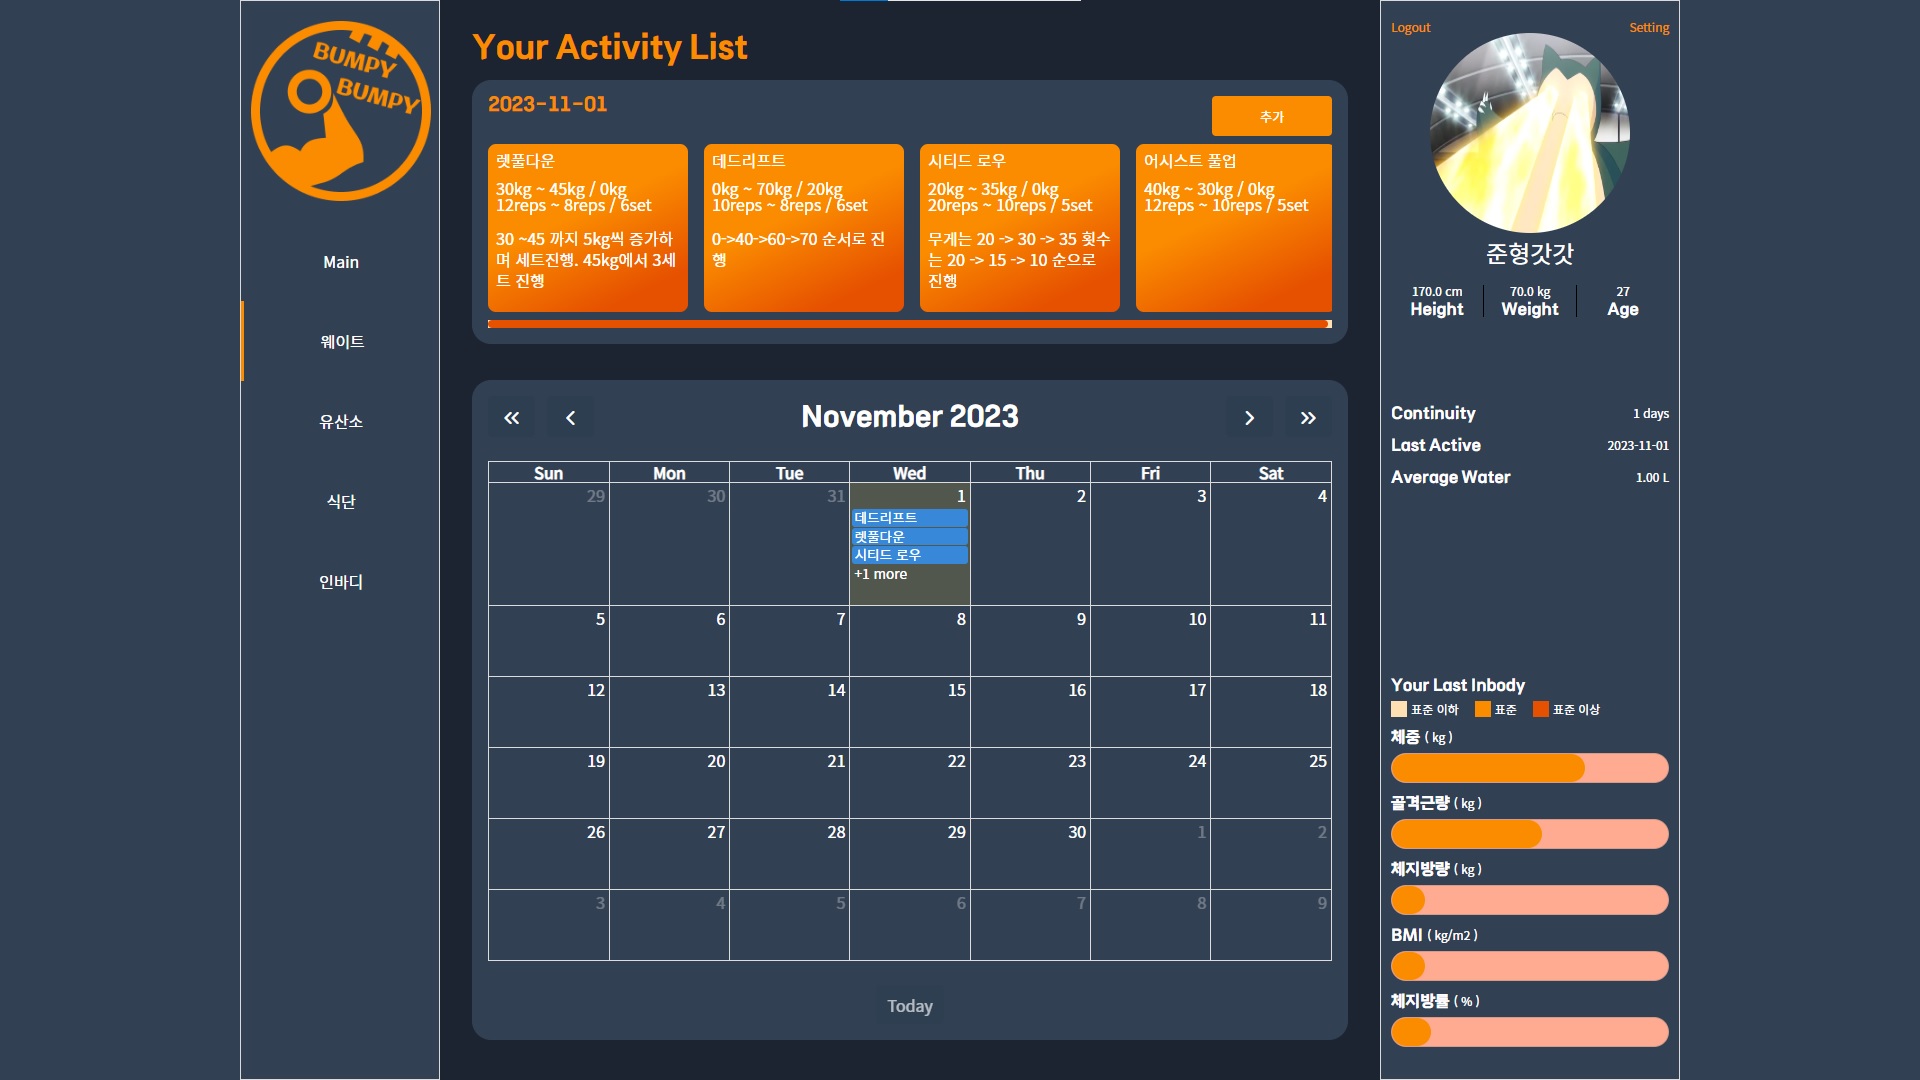 BUMPY
BUMPY
Main
웨이트
유산소
식단
인바디
Your Activity List
2023-11-01
추가
렛풀다운
30kg ~ 45kg / 0kg
12reps ~ 8reps / 6set
30 ~45 까지 5kg씩 증가하
며 세트진행. 45kg에서 3세
트 진행
데드리프트
0kg ~ 70kg / 20kg
10reps ~ 8reps / 6set
0->40->60->70 순서로 진
행
시티드 로우
20kg ~ 35kg / 0kg
20reps ~ 10reps / 5set
무게는 20 -> 30 -> 35 횟수
는 20 -> 15 -> 10 순으로
진행
어시스트 풀업
40kg ~ 30kg / 0kg
12reps ~ 10reps / 5set
« ‹ November 2023 › »
Sun Mon Tue Wed Thu Fri Sat
29 30 31 1 2 3 4
데드리프트
렛풀다운
시티드 로우
+1 more
5 6 7 8 9 10 11
12 13 14 15 16 17 18
19 20 21 22 23 24 25
26 27 28 29 30 1 2
3 4 5 6 7 8 9
Today
Logout Setting
준형갓갓
170.0 cm 70.0 kg 27
Height Weight Age
Continuity 1 days
Last Active 2023-11-01
Average Water 1.00 L
Your Last Inbody
표준 이하 표준 표준 이상
체중 ( kg )
골격근량 ( kg )
체지방량 ( kg )
BMI ( kg/m2 )
체지방률 ( % )